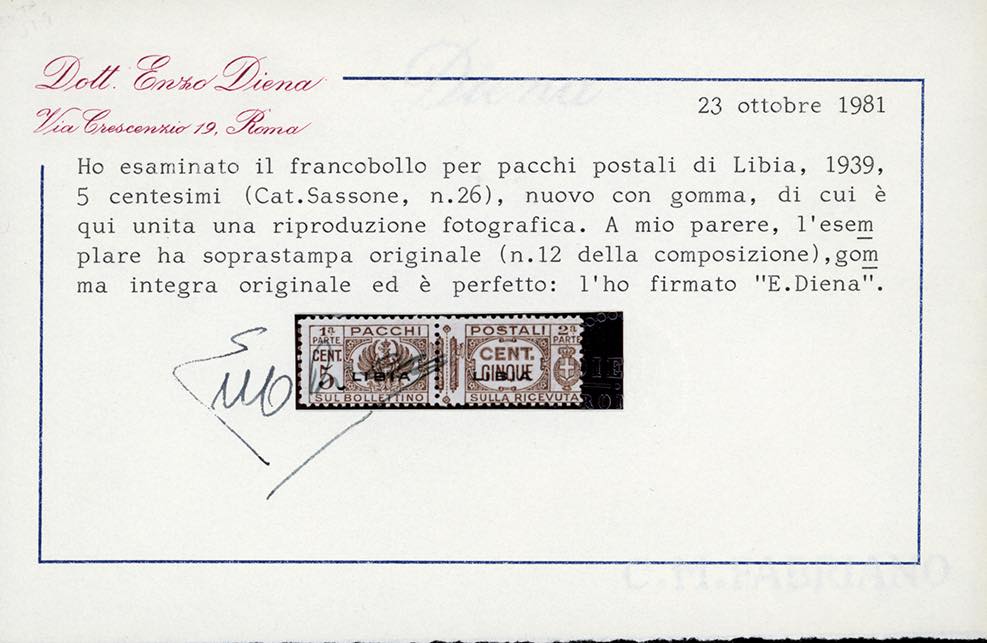 Dott. Enzo Diena
Via Crescenzio 19, Roma
23 ottobre 1981
Ho esaminato il francobollo per pacchi postali di Libia, 1939,
5 centesimi (Cat.Sassone, n.26), nuovo con gomma, di cui è
qui unita una riproduzione fotografica. A mio parere, l'esem
plare ha soprastampa originale (n.12 della composizione),gom
ma integra originale ed è perfetto: l'ho firmato "E.Diena".
1ª PARTE PACCHI POSTALI 2ª PARTE
CENT. 5 LIBIA CENT. CINQUE LIBIA
SUL BOLLETTINO SULLA RICEVUTA
C.M.FABRIANO